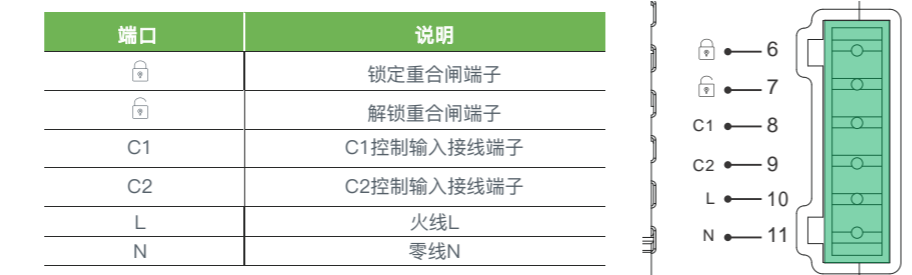 端口 说明
锁定重合闸端子
解锁重合闸端子
C1 C1控制输入接线端子
C2 C2控制输入接线端子
L 火线L
N 零线N
6
7
C1 8
C2 9
L 10
N 11